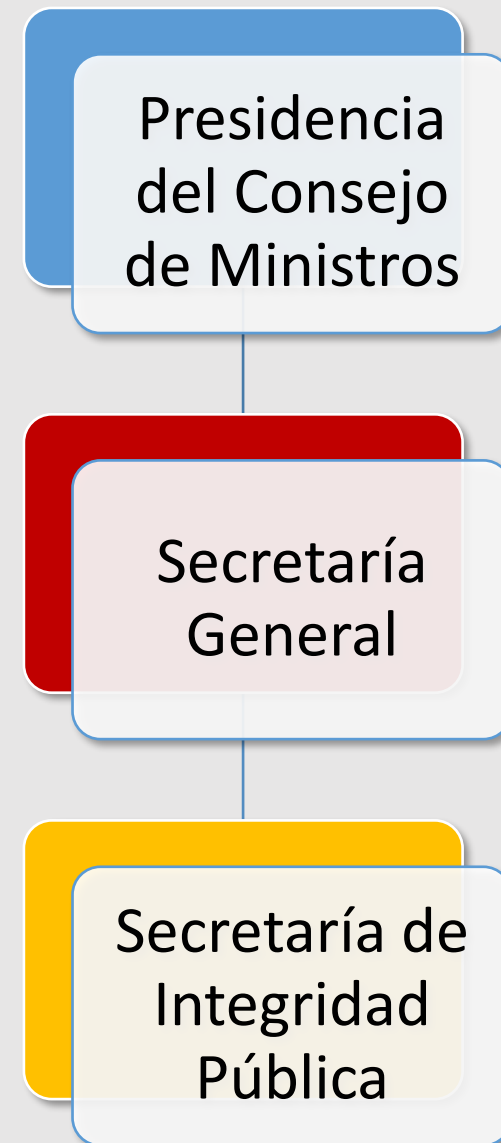 Presidencia
del Consejo
de Ministros
Secretaría
General
Secretaría de
Integridad
Pública